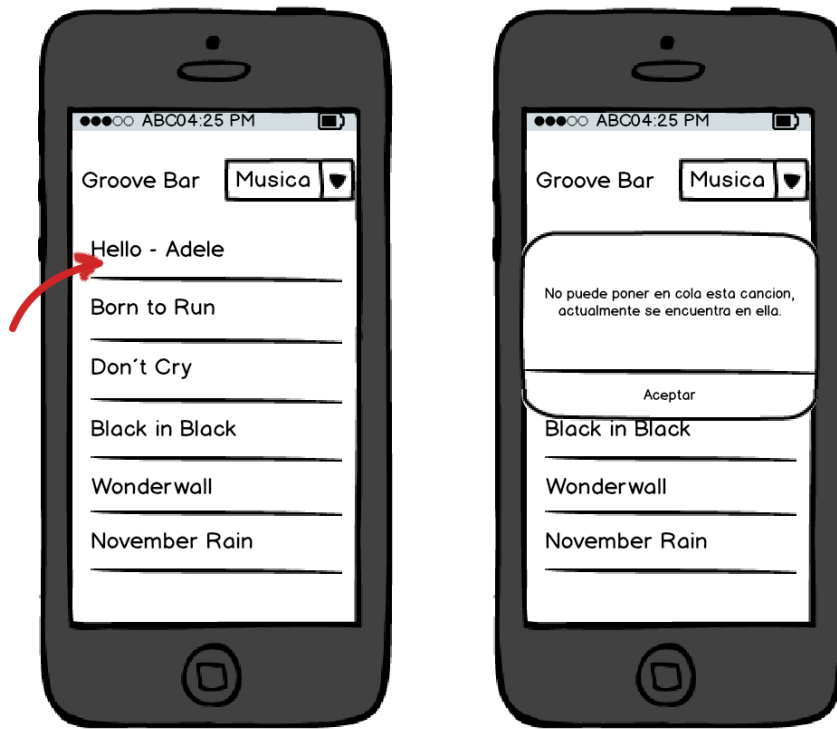 ABC04:25 PM
Groove Bar Musica
Hello - Adele
Born to Run
Don´t Cry
Black in Black
Wonderwall
November Rain
ABC04:25 PM
Groove Bar Musica
No puede poner en cola esta cancion,
actualmente se encuentra en ella.
Aceptar
Black in Black
Wonderwall
November Rain